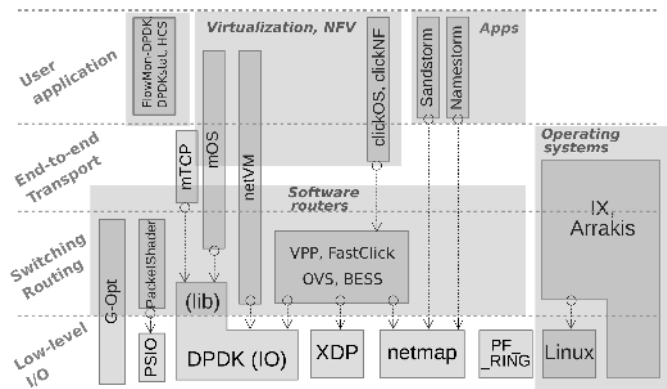 Virtualization, NFV
Apps
User
application
FlowMon-DPDK,
DPDKstat, HCS
clickOS, clickNF
Sandstorm
Namestorm
End-to-end
Transport
mTCP
mOS
netVM
Operating
systems
Software
routers
IX,
Arrakis
Switching
Routing
G-Opt
PacketShader
(lib)
VPP, FastClick
OVS, BESS
Low-level
I/O
PSIO
DPDK (IO)
XDP
netmap
PF
_RING
Linux